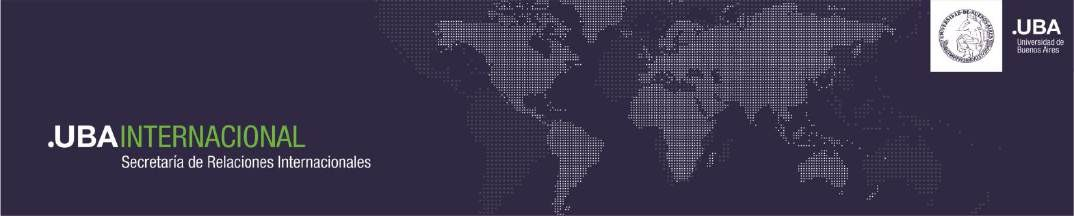 .UBAINTERNACIONAL
Secretaría de Relaciones Internacionales
.UBA
Universidad de
Buenos Aires